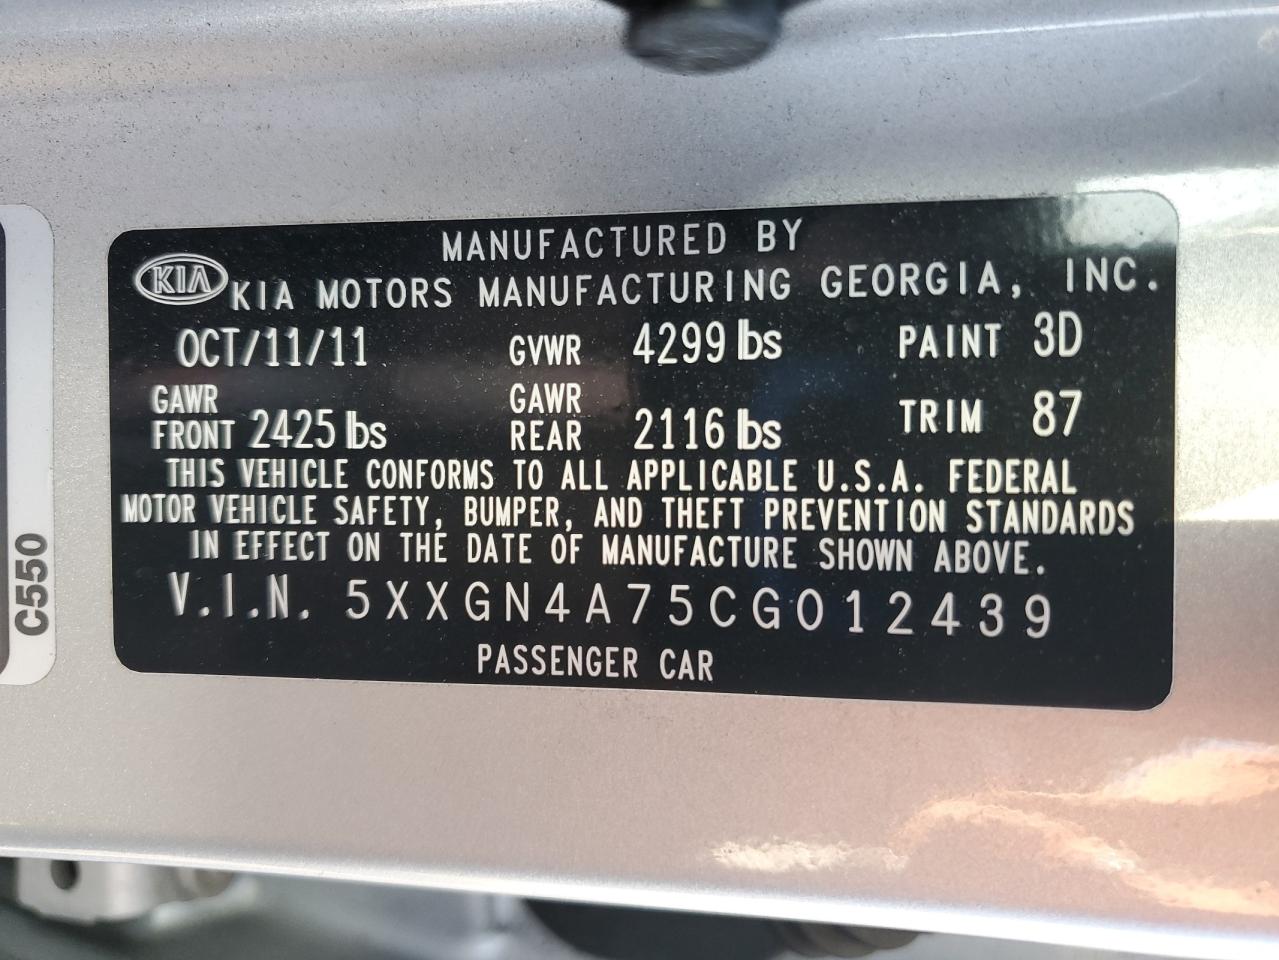 MANUFACTURED BY
KIA KIA MOTORS MANUFACTURING GEORGIA, INC.
OCT/11/11 GVWR 4299 lbs PAINT 3D
GAWR FRONT 2425 lbs GAWR REAR 2116 lbs TRIM 87
THIS VEHICLE CONFORMS TO ALL APPLICABLE U.S.A. FEDERAL
MOTOR VEHICLE SAFETY, BUMPER, AND THEFT PREVENTION STANDARDS
IN EFFECT ON THE DATE OF MANUFACTURE SHOWN ABOVE.
V.I.N. 5XXGN4A75CG012439
PASSENGER CAR
C550